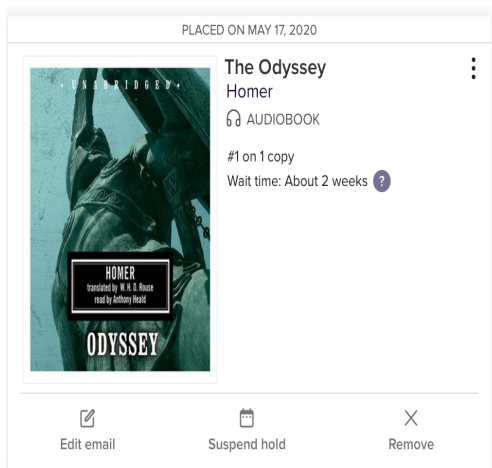 PLACED ON MAY 17, 2020
• UNABRIDGED •
HOMER
translated by W. H. D. Rouse
read by Anthony Heald
ODYSSEY
The Odyssey
Homer
AUDIOBOOK
#1 on 1 copy
Wait time: About 2 weeks ?
Edit email
Suspend hold
Remove